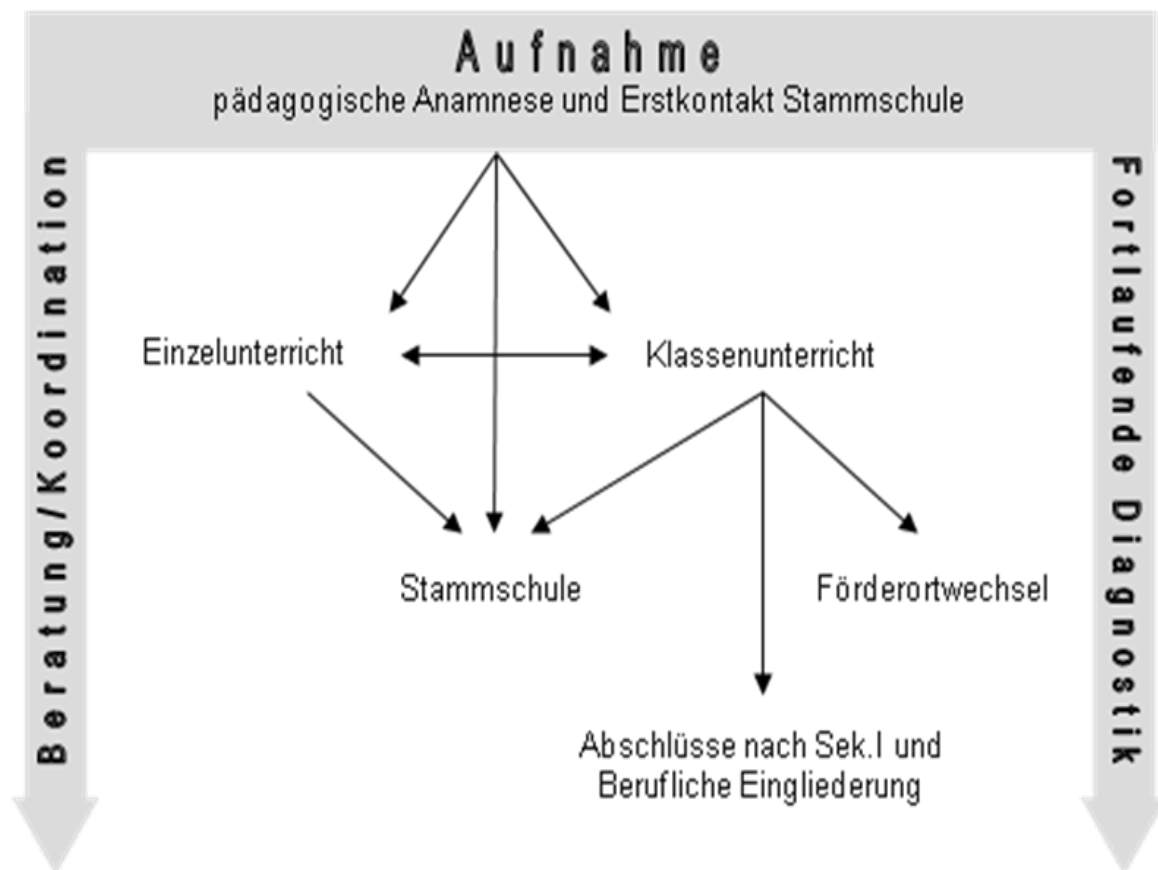 Aufnahme
pädagogische Anamnese und Erstkontakt Stammschule
Beratung/Koordination
Fortlaufende Diagnostik
Einzelunterricht
Klassenunterricht
Stammschule
Förderortwechsel
Abschlüsse nach Sek.I und
Berufliche Eingliederung